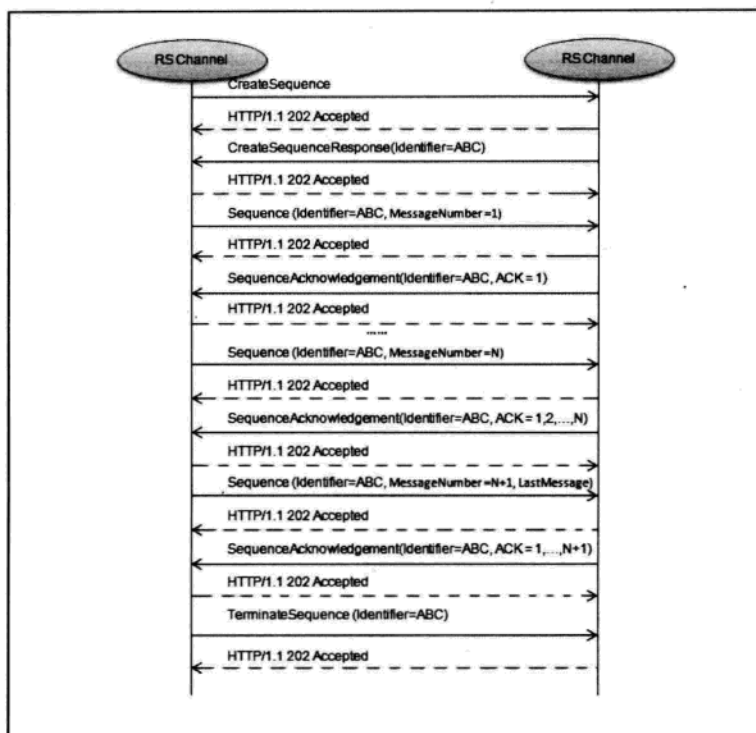 RS Channel
RS Channel
CreateSequence
HTTP/1.1 202 Accepted
CreateSequenceResponse(Identifier=ABC)
HTTP/1.1 202 Accepted
Sequence (Identifier=ABC, MessageNumber=1)
HTTP/1.1 202 Accepted
SequenceAcknowledgement(Identifier=ABC, ACK = 1)
HTTP/1.1 202 Accepted
......
Sequence (Identifier=ABC, MessageNumber=N)
HTTP/1.1 202 Accepted
SequenceAcknowledgement(Identifier=ABC, ACK = 1,2,...,N)
HTTP/1.1 202 Accepted
Sequence (Identifier=ABC, MessageNumber=N+1, LastMessage)
HTTP/1.1 202 Accepted
SequenceAcknowledgement(Identifier=ABC, ACK = 1,...,N+1)
HTTP/1.1 202 Accepted
TerminateSequence (Identifier=ABC)
HTTP/1.1 202 Accepted